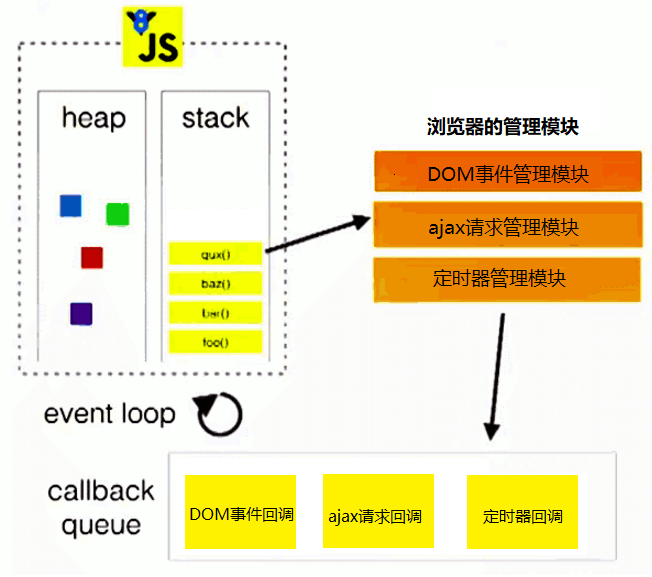 JS
heap
stack
qux()
baz()
bar()
foo()
浏览器的管理模块
DOM事件管理模块
ajax请求管理模块
定时器管理模块
event loop
callback
queue
DOM事件回调
ajax请求回调
定时器回调